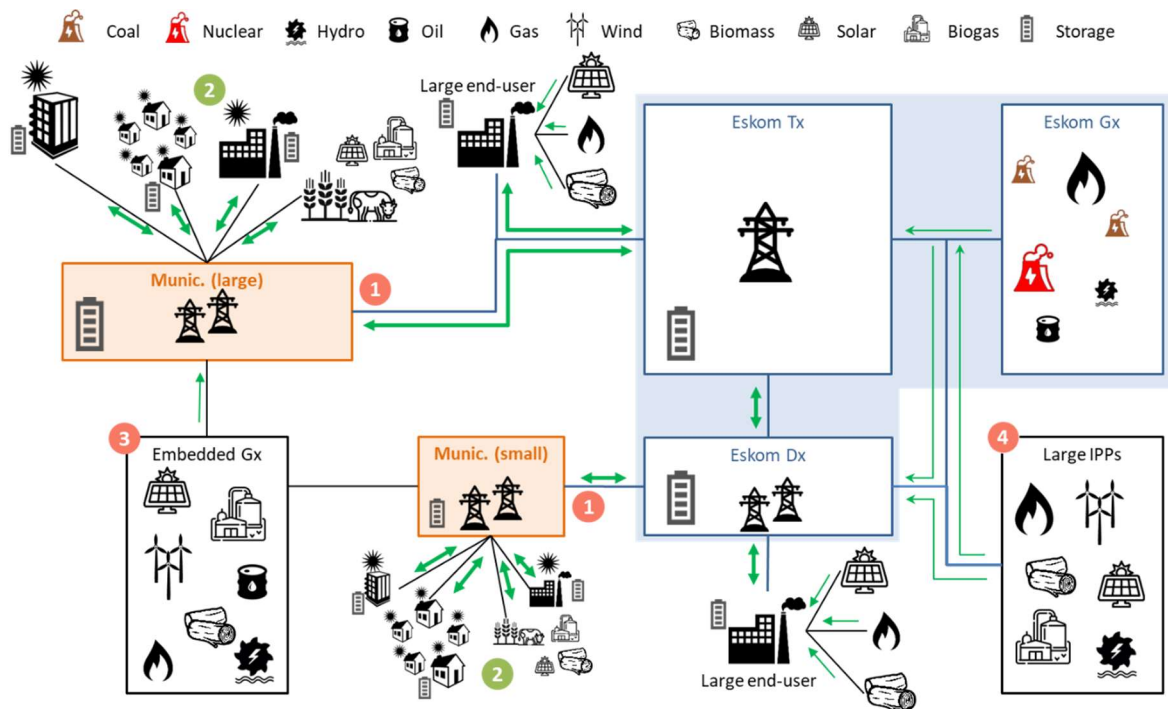 Coal Nuclear Hydro Oil Gas Wind Biomass Solar Biogas Storage
2
Large end-user
Eskom Tx
Eskom Gx
Munic. (large)
1
3
Embedded Gx
Munic. (small)
1
Eskom Dx
4
Large IPPs
2
Large end-user